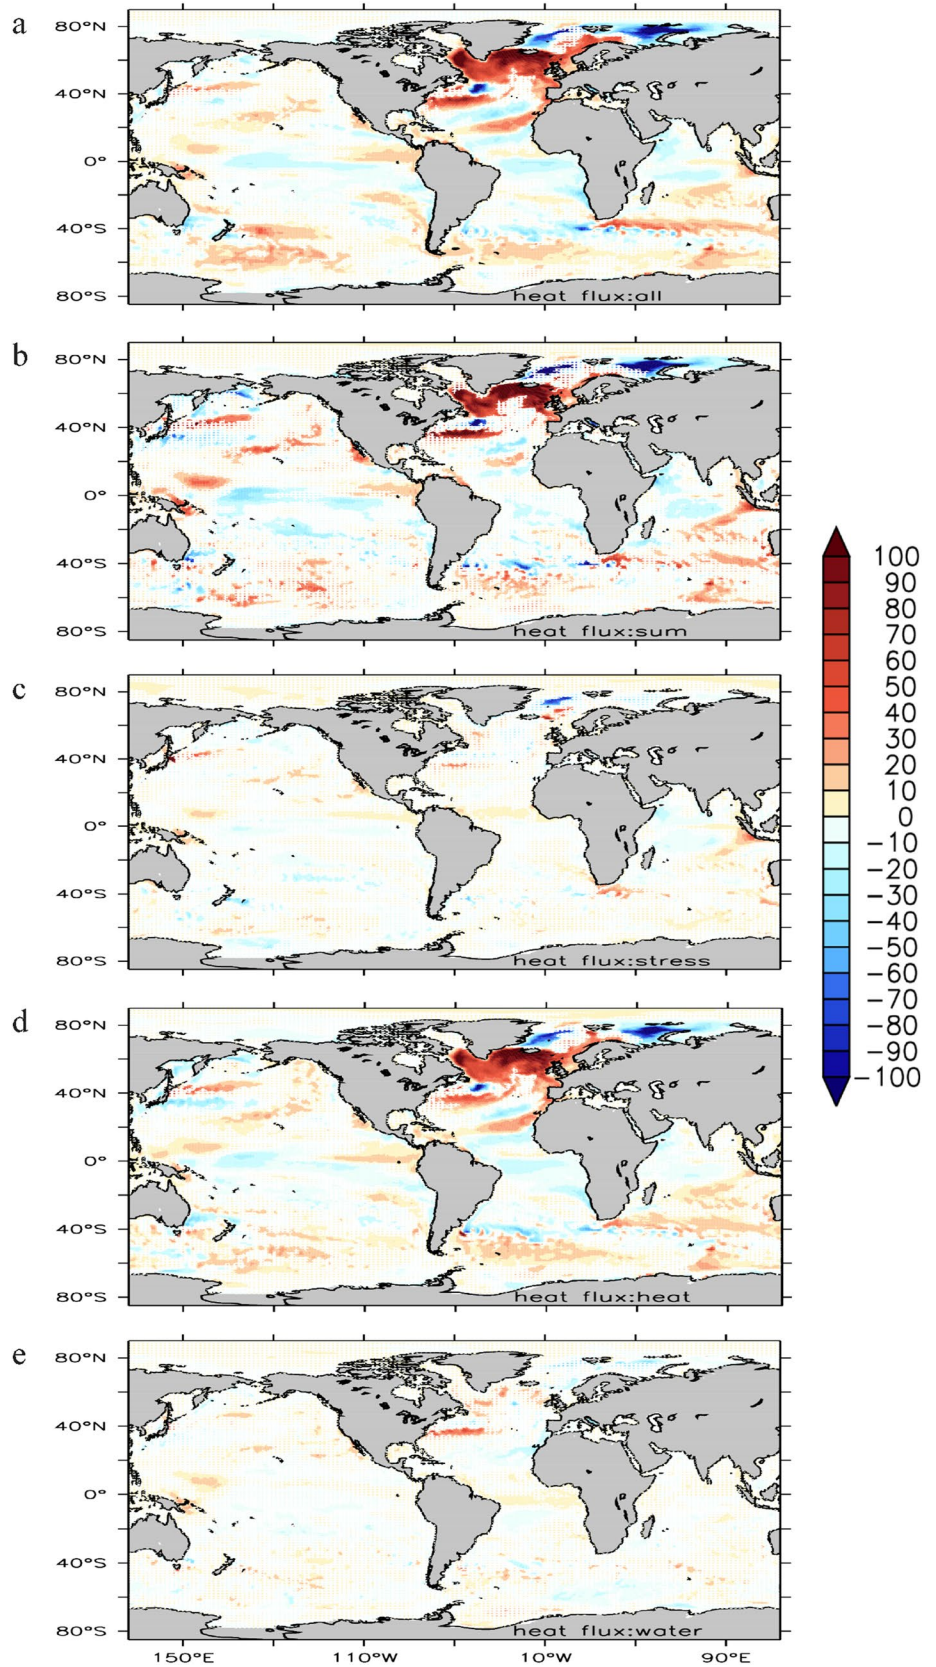 a
80°N
40°N
0°
40°S
80°S
heat flux:all
b
80°N
40°N
0°
40°S
80°S
heat flux:sum
c
80°N
40°N
0°
40°S
80°S
heat flux:stress
d
80°N
40°N
0°
40°S
80°S
heat flux:heat
e
80°N
40°N
0°
40°S
80°S
heat flux:water
150°E 110°W 10°W 90°E
100
90
80
70
60
50
40
30
20
10
0
−10
−20
−30
−40
−50
−60
−70
−80
−90
−100